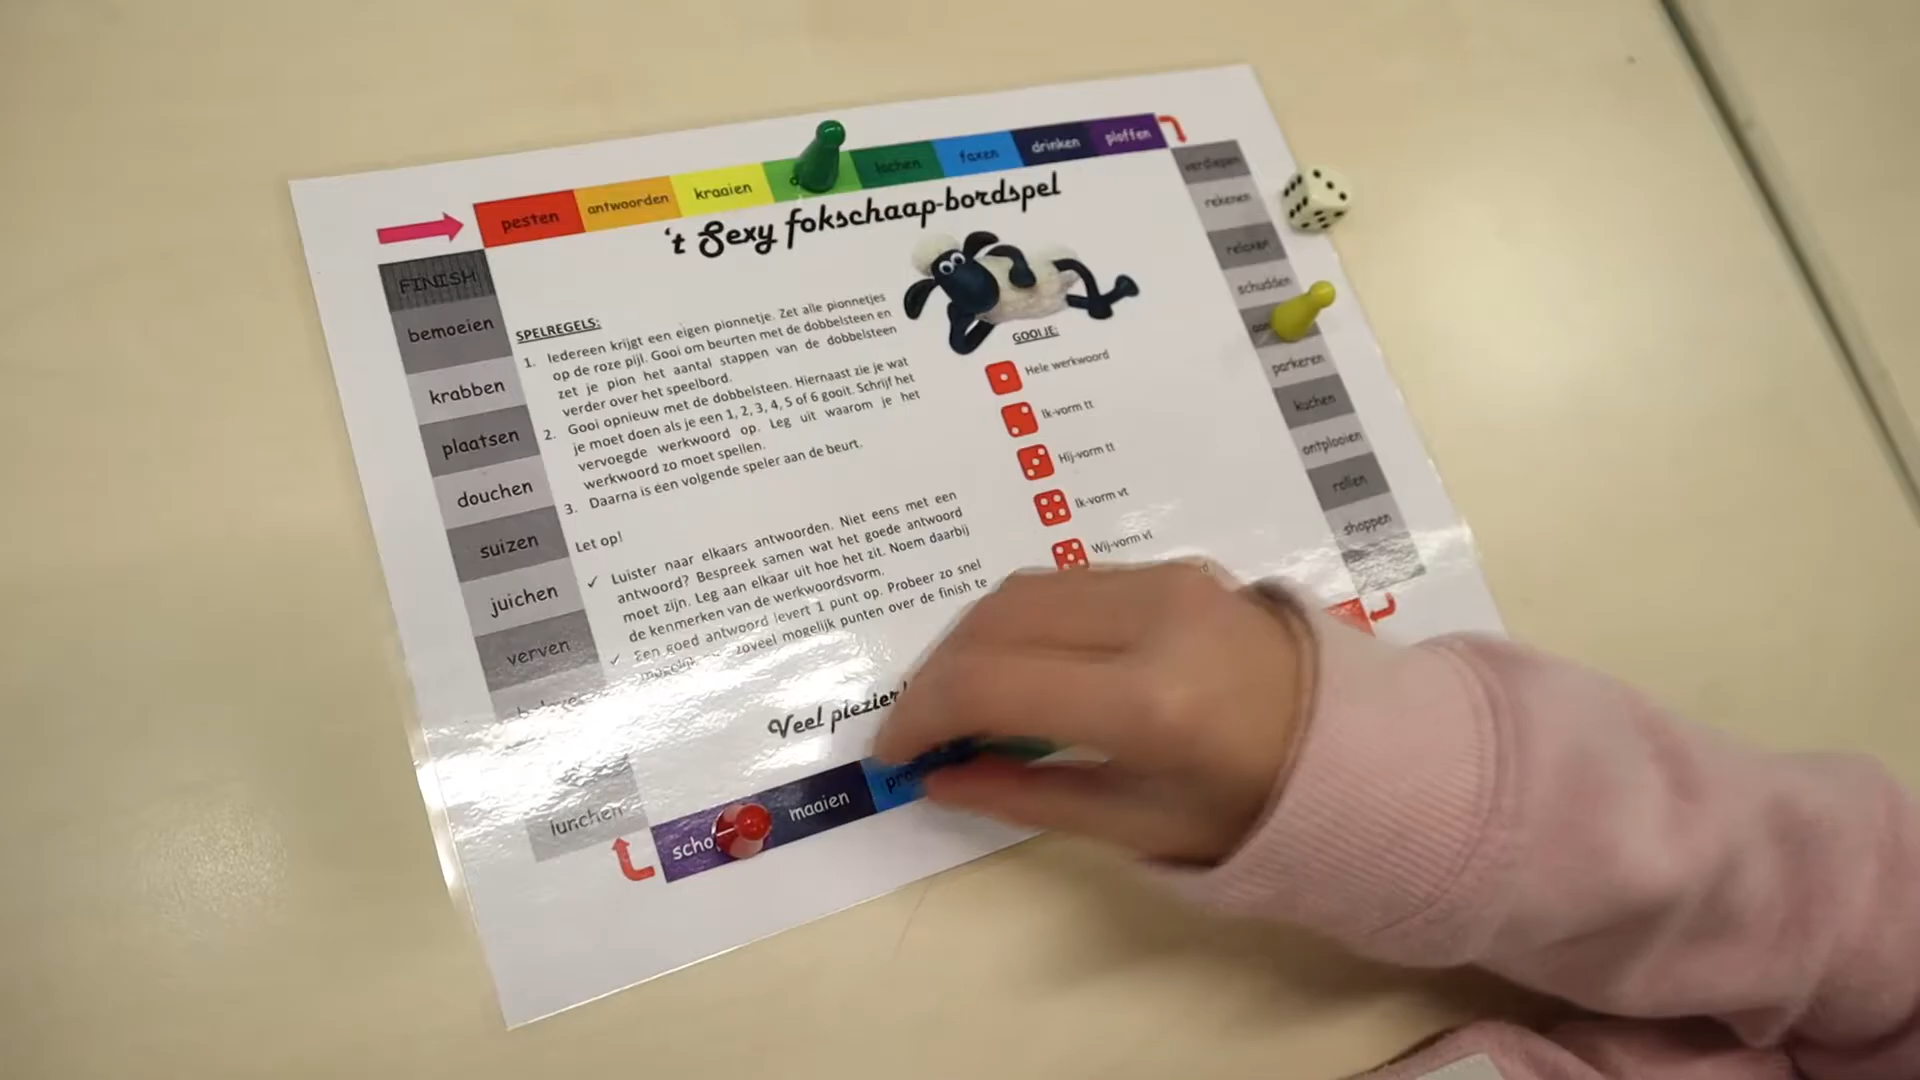 pesten
antwoorden
kraaien
lachen
faxen
drinken
ploffen
verdiepen
rekenen
relaxen
schudden
parkeren
kuchen
ontplooien
rollen
shoppen
't Sexy fokschaap-bordspel
SPELREGELS:
1. Iedereen krijgt een eigen pionnetje. Zet alle pionnetjes
op de roze pijl. Gooi om beurten met de dobbelsteen en
zet je pion het aantal stappen van de dobbelsteen
verder over het speelbord.
2. Gooi opnieuw met de dobbelsteen. Hiernaast zie je wat
je moet doen als je een 1, 2, 3, 4, 5 of 6 gooit. Schrijf het
vervoegde werkwoord op. Leg uit waarom je het
werkwoord zo moet spellen.
3. Daarna is een volgende speler aan de beurt.
Let op!
✓ Luister naar elkaars antwoorden. Niet eens met een
antwoord? Bespreek samen wat het goede antwoord
moet zijn. Leg aan elkaar uit hoe het zit. Noem daarbij
de kenmerken van de werkwoordsvorm.
✓ Een goed antwoord levert 1 punt op. Probeer zo snel
zoveel mogelijk punten over de finish te
Veel plezier
GOOI JE:
Hele werkwoord
Ik-vorm tt
Hij-vorm tt
Ik-vorm vt
Wij-vorm vt
maaien
lunchen
verven
juichen
suizen
douchen
plaatsen
krabben
bemoeien
FINISH